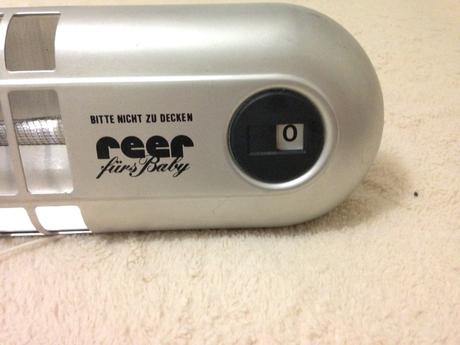 BITTE NICHT ZU DECKEN
reer
fürs Baby
0